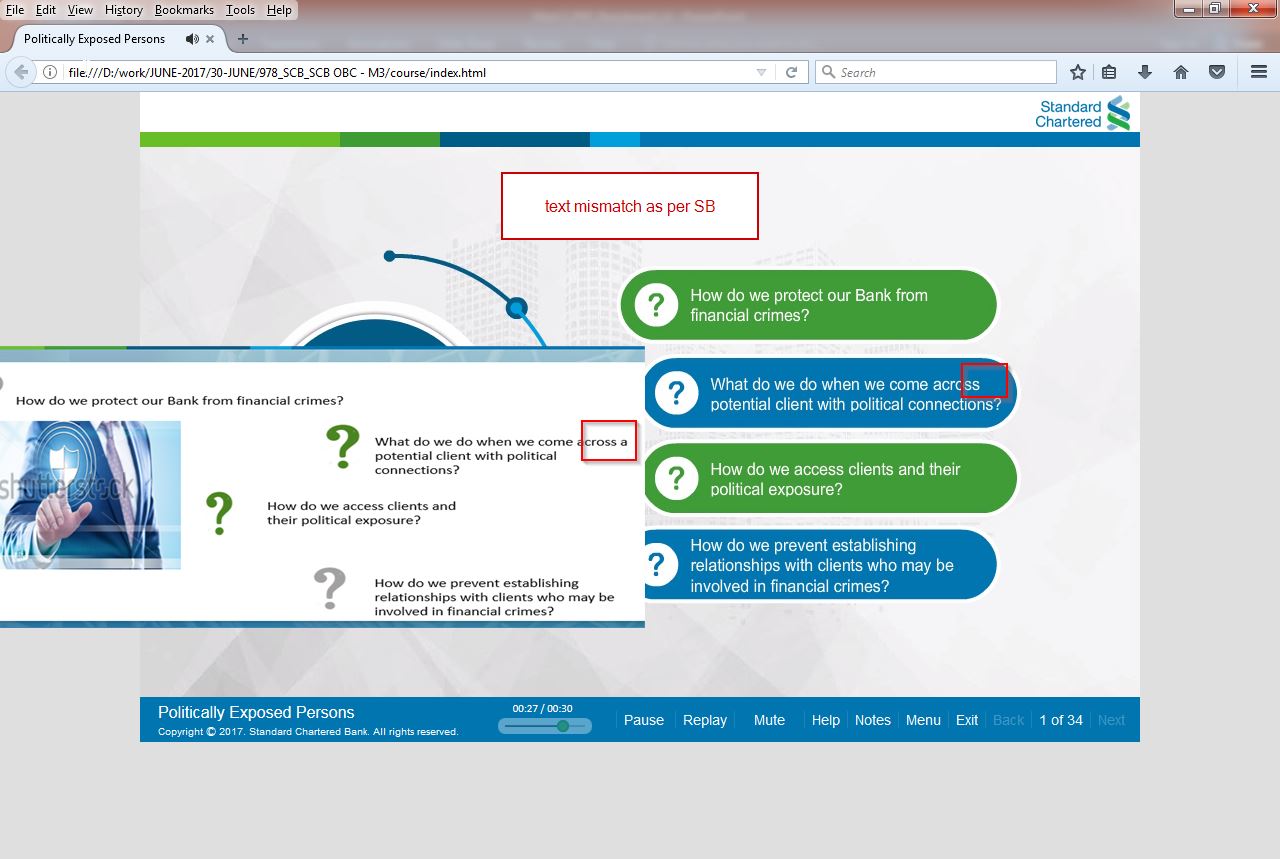 File Edit View History Bookmarks Tools Help
Politically Exposed Persons
file:///D:/work/JUNE-2017/30-JUNE/978_SCB_SCB OBC - M3/course/index.html
Search
Standard
Chartered
text mismatch as per SB
How do we protect our Bank from
financial crimes?
What do we do when we come across
potential client with political connections?
How do we access clients and their
political exposure?
How do we prevent establishing
relationships with clients who may be
involved in financial crimes?
How do we protect our Bank from financial crimes?
What do we do when we come across a
potential client with political
connections?
shutterstock
How do we access clients and
their political exposure?
How do we prevent establishing
relationships with clients who may be
involved in financial crimes?
Politically Exposed Persons
Copyright © 2017. Standard Chartered Bank. All rights reserved.
00:27 / 00:30
Pause Replay Mute Help Notes Menu Exit Back 1 of 34 Next